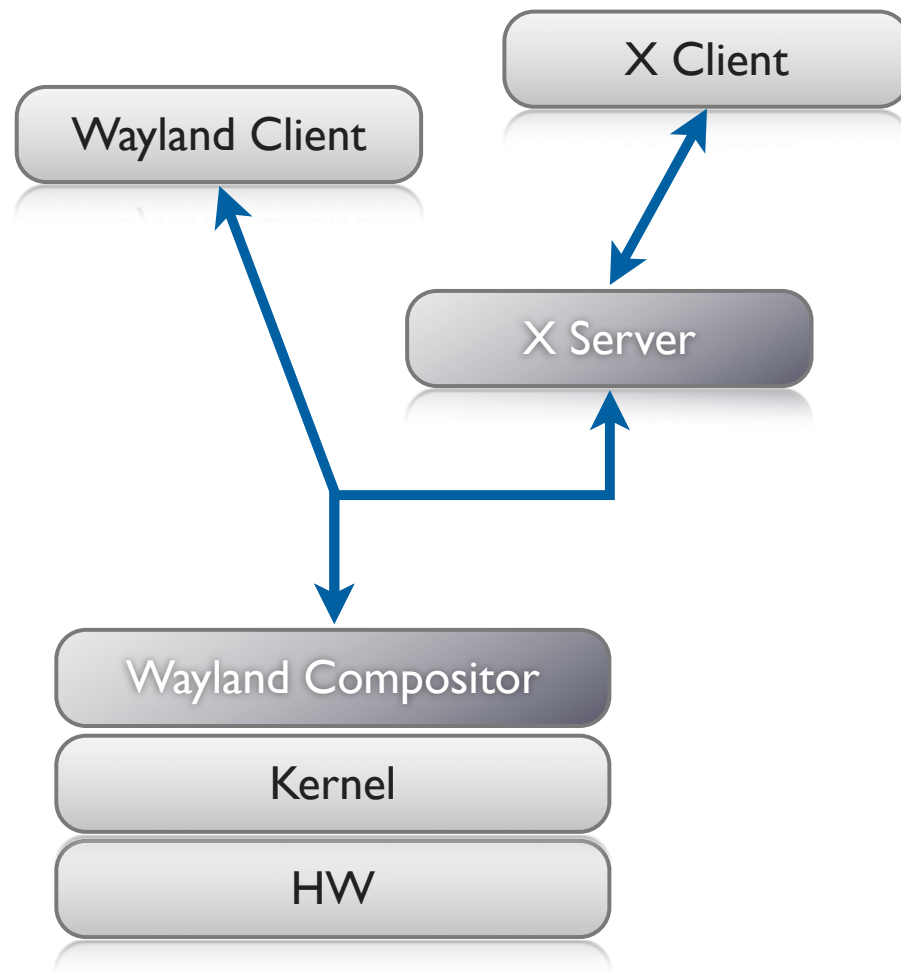 X Client
Wayland Client
X Server
Wayland Compositor
Kernel
HW